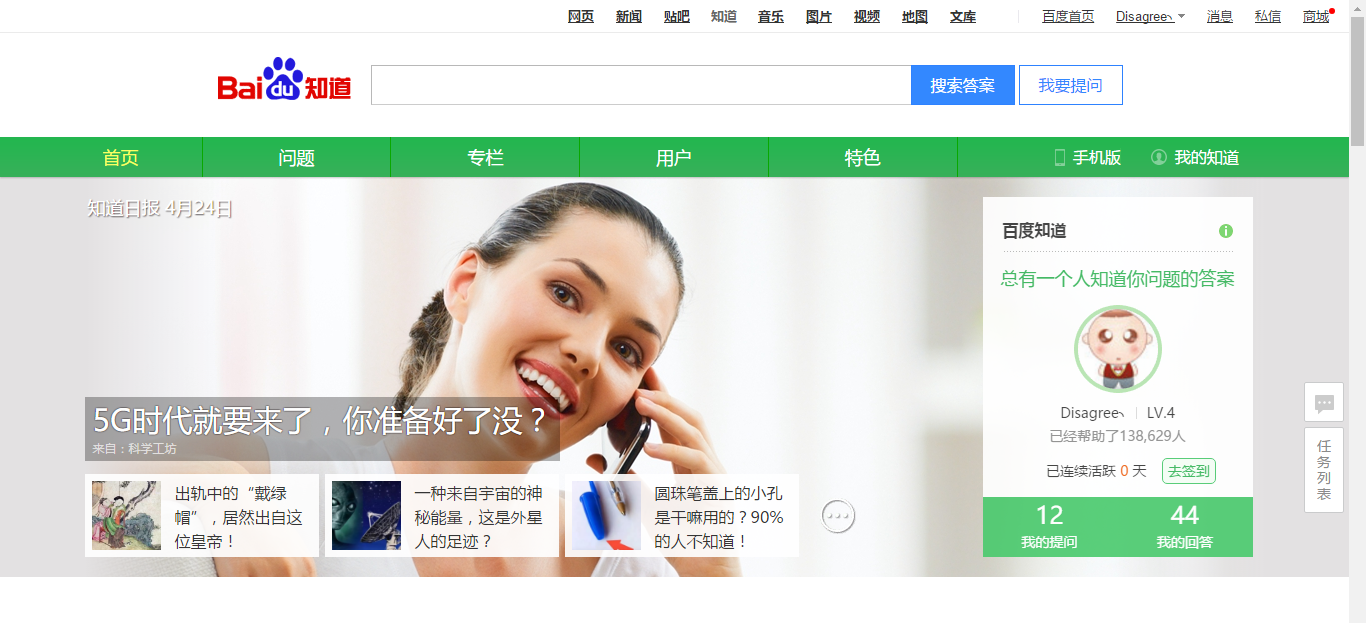 网页 新闻 贴吧 知道 音乐 图片 视频 地图 文库 百度首页 Disagreeヽ 消息 私信 商城
Bai du 知道 搜索答案 我要提问
首页 问题 专栏 用户 特色 手机版 我的知道
知道日报 4月24日
5G时代就要来了，你准备好了没？
来自：科学工坊
出轨中的“戴绿
帽”，居然出自这
位皇帝！
一种来自宇宙的神
秘能量，这是外星
人的足迹？
圆珠笔盖上的小孔
是干嘛用的？90%
的人不知道！
百度知道
总有一个人知道你问题的答案
Disagreeヽ LV.4
已经帮助了138,629人
已连续活跃 0 天 去签到
12 44
我的提问 我的回答
任
务
列
表